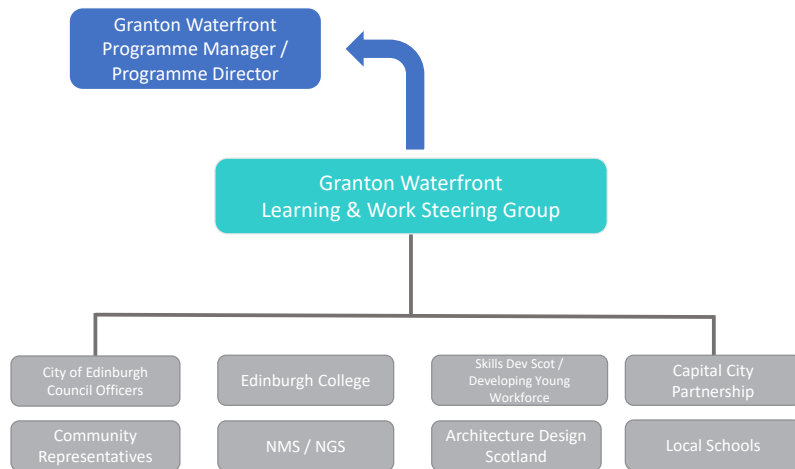 Granton Waterfront
Programme Manager /
Programme Director
Granton Waterfront
Learning & Work Steering Group
City of Edinburgh
Council Officers
Edinburgh College
Skills Dev Scot /
Developing Young
Workforce
Capital City
Partnership
Community
Representatives
NMS / NGS
Architecture Design
Scotland
Local Schools